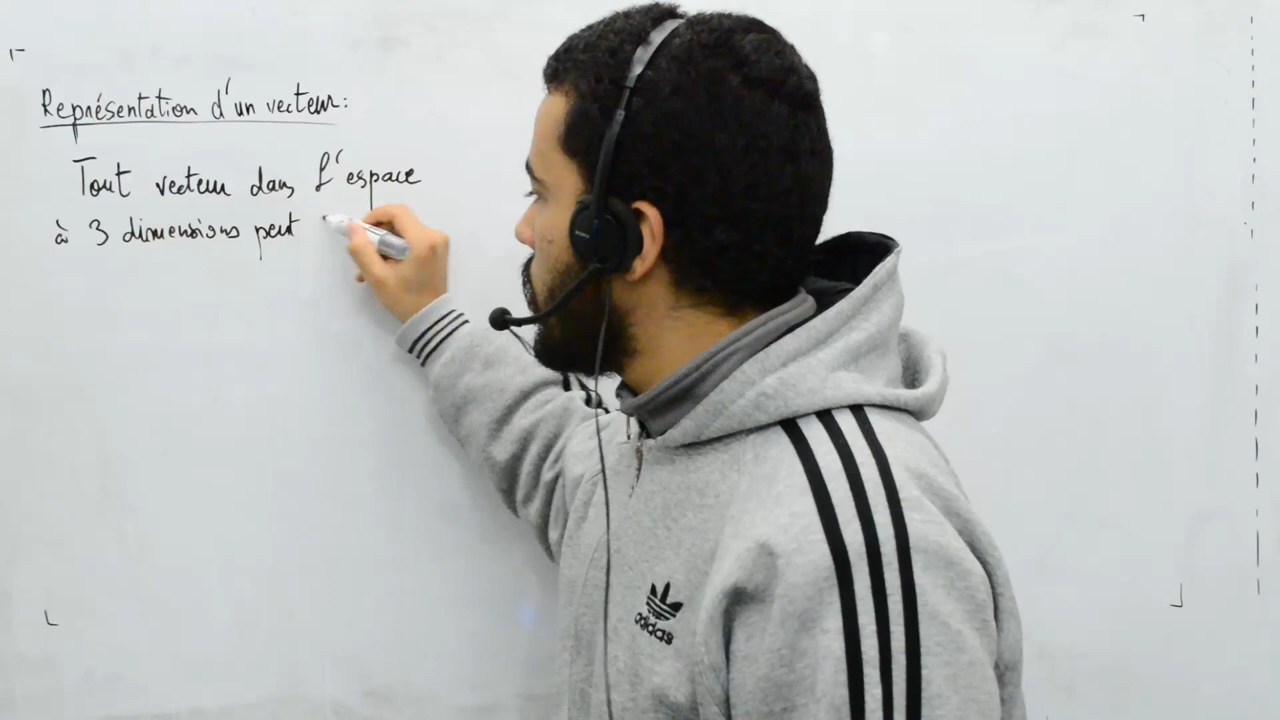 Représentation d'un vecteur:
Tout vecteur dans l'espace
à 3 dimensions peut
adidas